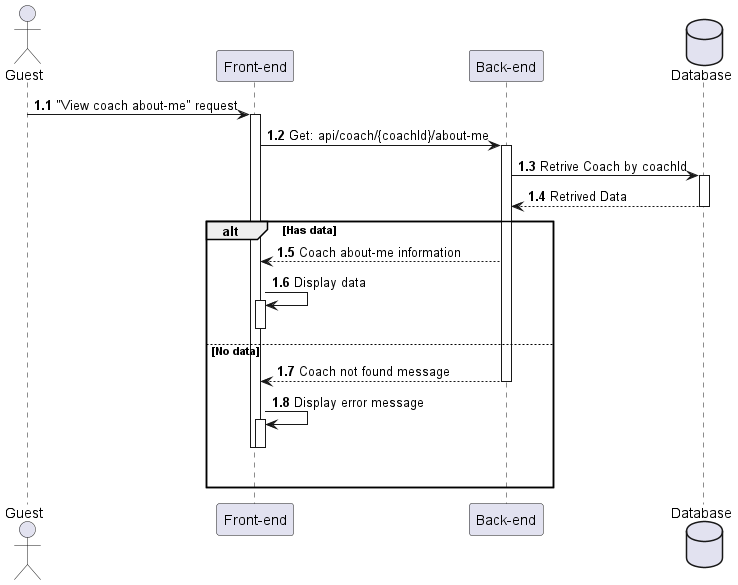 Guest
Front-end
Back-end
Database
1.1 "View coach about-me" request
1.2 Get: api/coach/{coachId}/about-me
1.3 Retrive Coach by coachId
1.4 Retrived Data
alt [Has data]
1.5 Coach about-me information
1.6 Display data
[No data]
1.7 Coach not found message
1.8 Display error message
Guest
Front-end
Back-end
Database